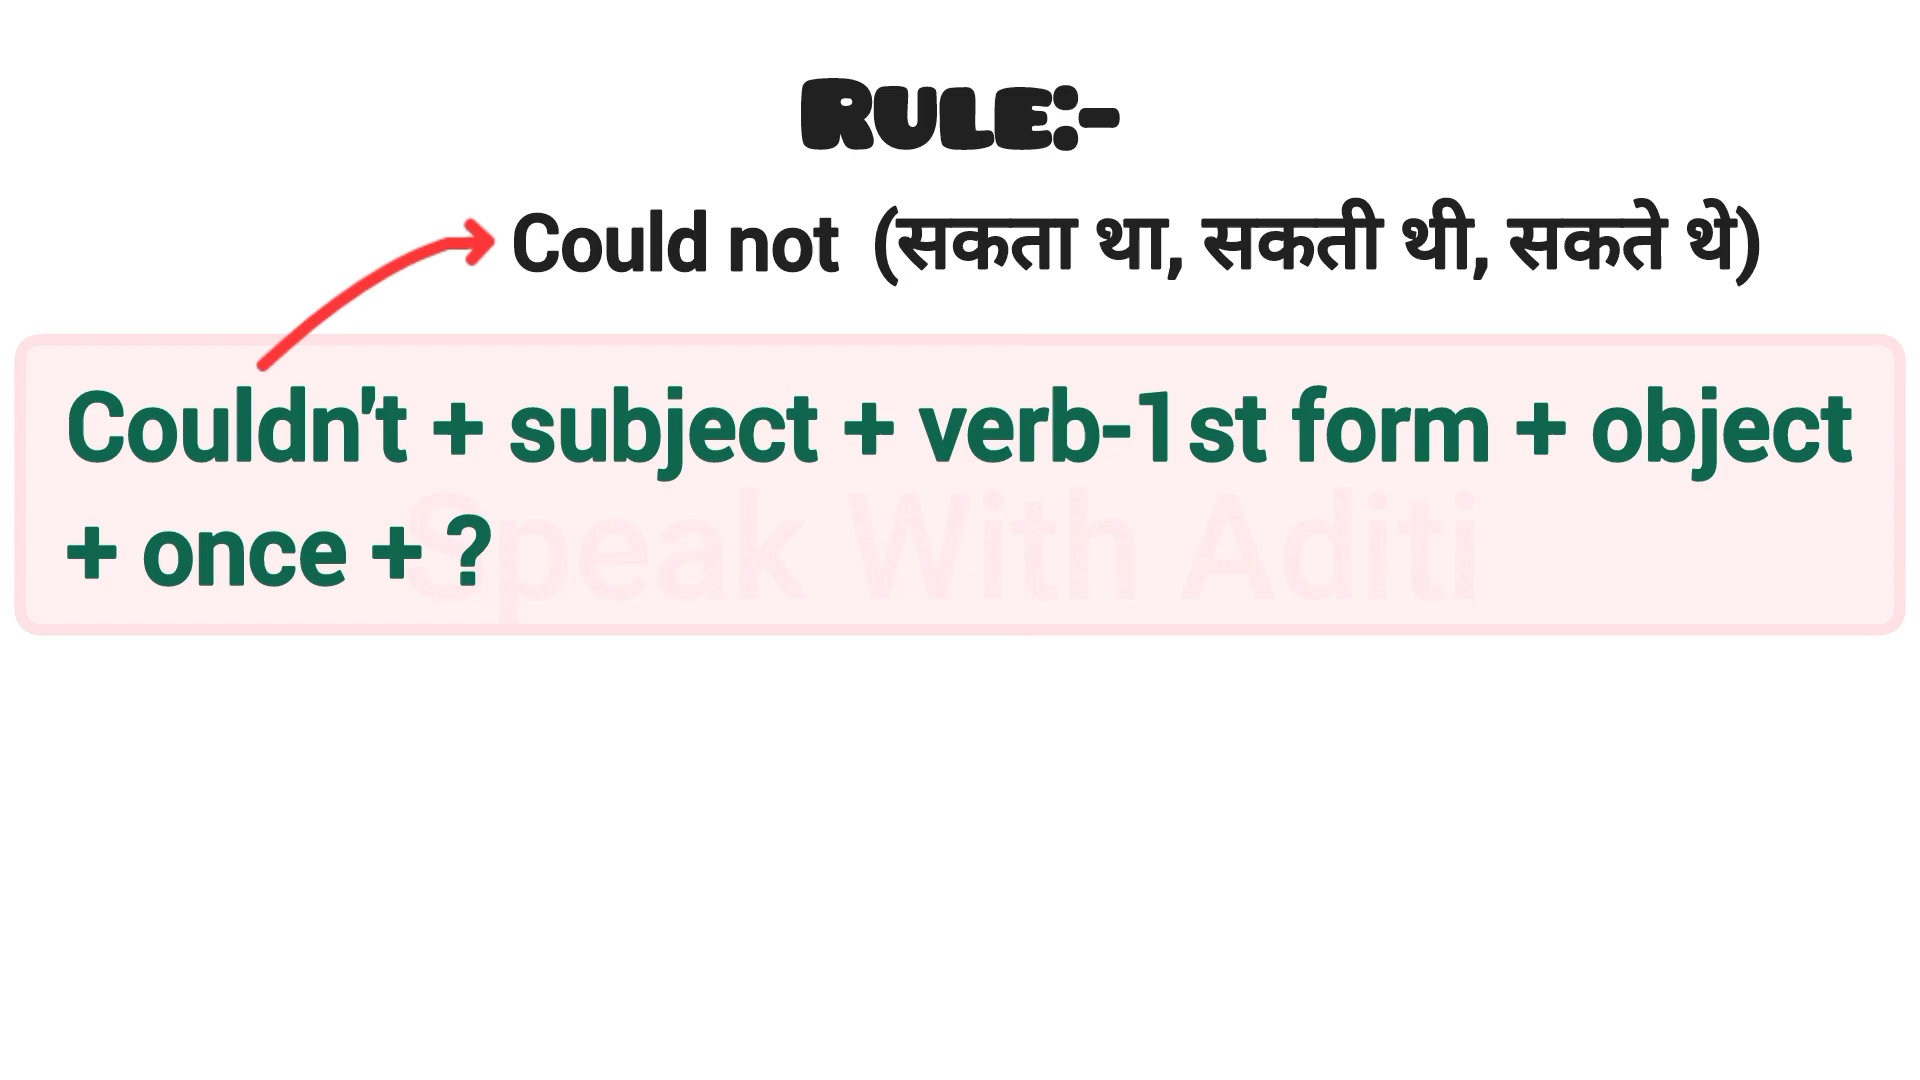 RULE:-
Could not (सकता था, सकती थी, सकते थे)
Couldn't + subject + verb-1st form + object
+ once + ?
Speak With Aditi